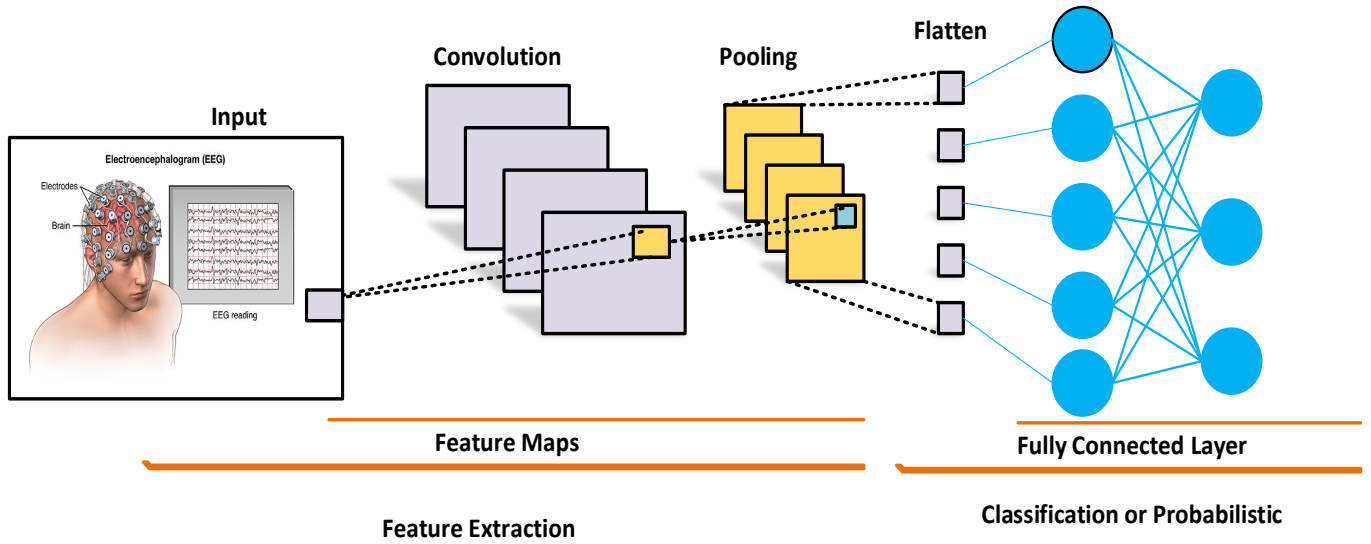 Flatten
Convolution
Pooling
Input
Electroencephalogram (EEG)
Electrodes
Brain
EEG reading
Feature Maps
Fully Connected Layer
Feature Extraction
Classification or Probabilistic